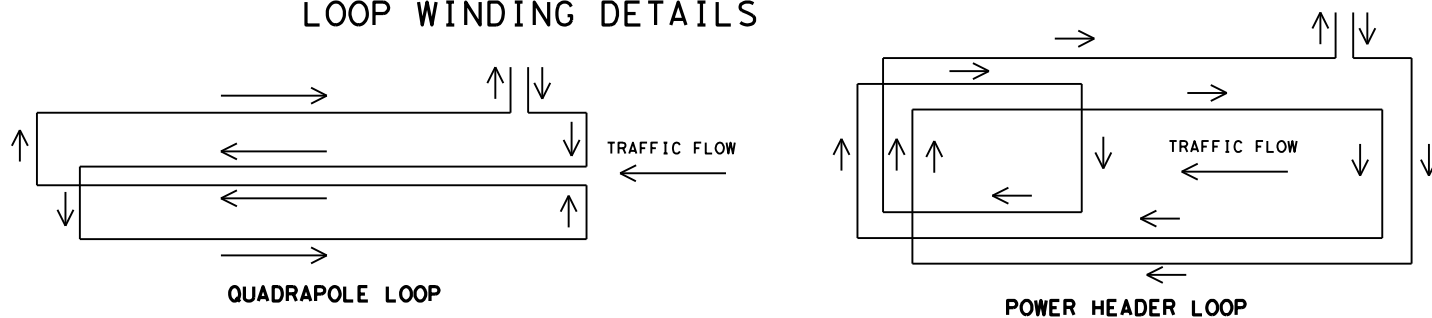 LOOP WINDING DETAILS
TRAFFIC FLOW
QUADRAPOLE LOOP
TRAFFIC FLOW
POWER HEADER LOOP